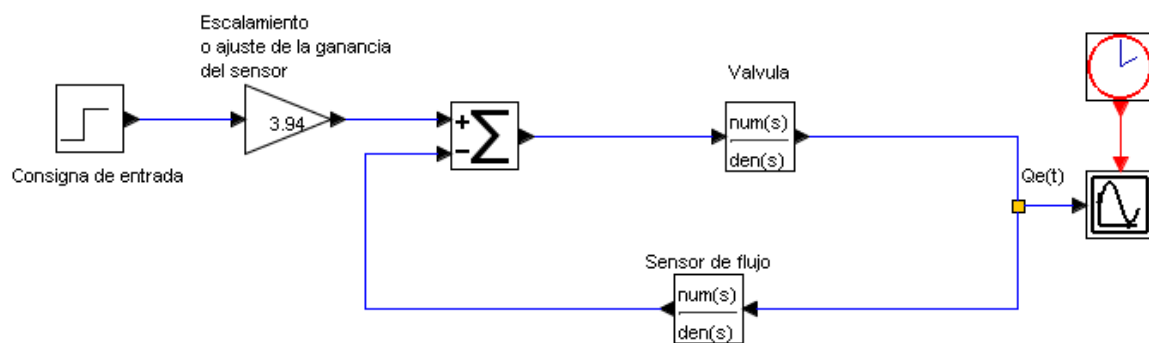 Escalamiento
o ajuste de la ganancia
del sensor
Valvula
3.94
+
Σ
−
num(s)
den(s)
Consigna de entrada
Qe(t)
Sensor de flujo
num(s)
den(s)